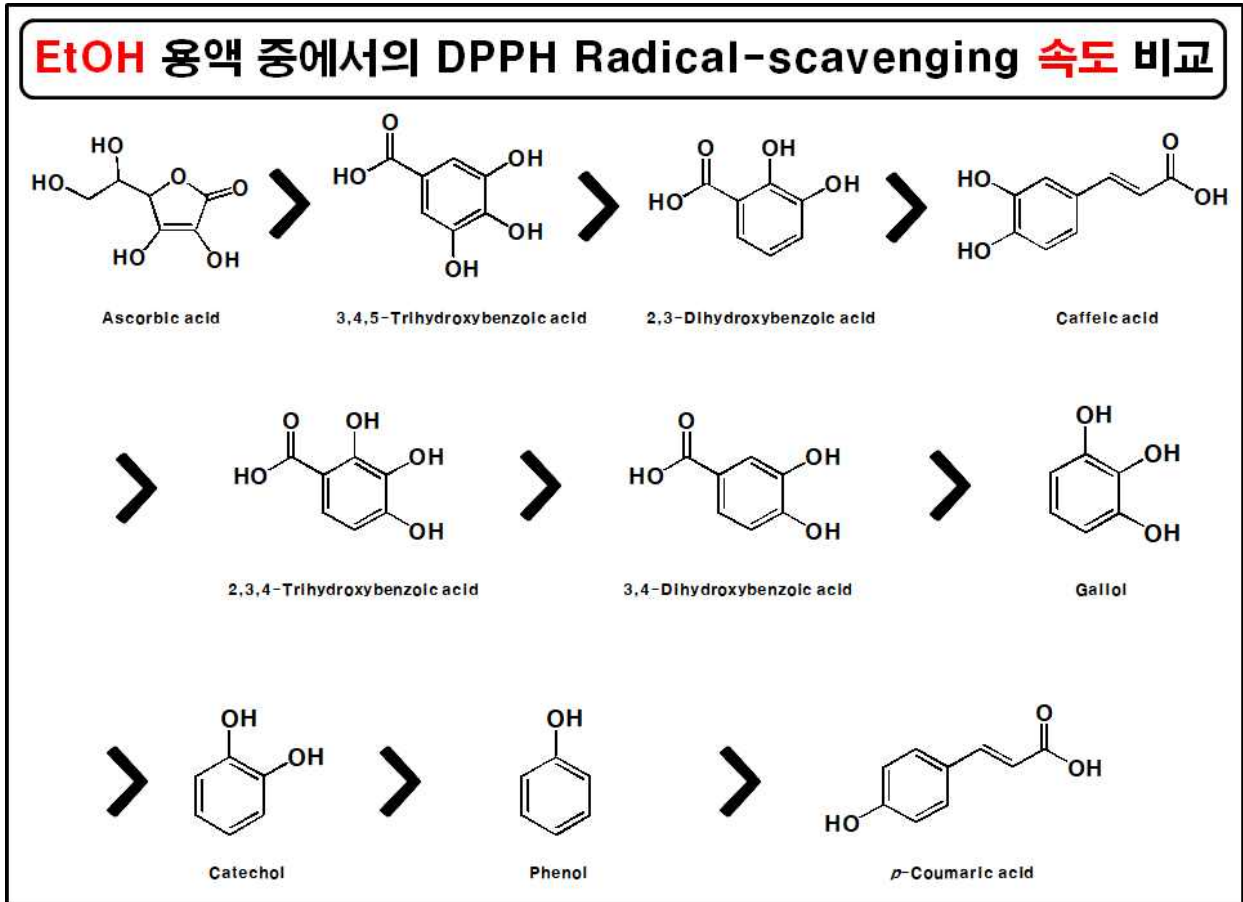 EtOH 용액 중에서의 DPPH Radical-scavenging 속도 비교
HO
HO
O
O
HO
OH
Ascorbic acid
O
HO
OH
OH
OH
3,4,5-Trihydroxybenzoic acid
O
OH
HO
OH
2,3-Dihydroxybenzoic acid
HO
HO
O
OH
Caffeic acid
O
OH
HO
OH
OH
2,3,4-Trihydroxybenzoic acid
O
HO
OH
OH
3,4-Dihydroxybenzoic acid
OH
OH
OH
Gallol
OH
OH
Catechol
OH
Phenol
O
OH
HO
p-Coumaric acid